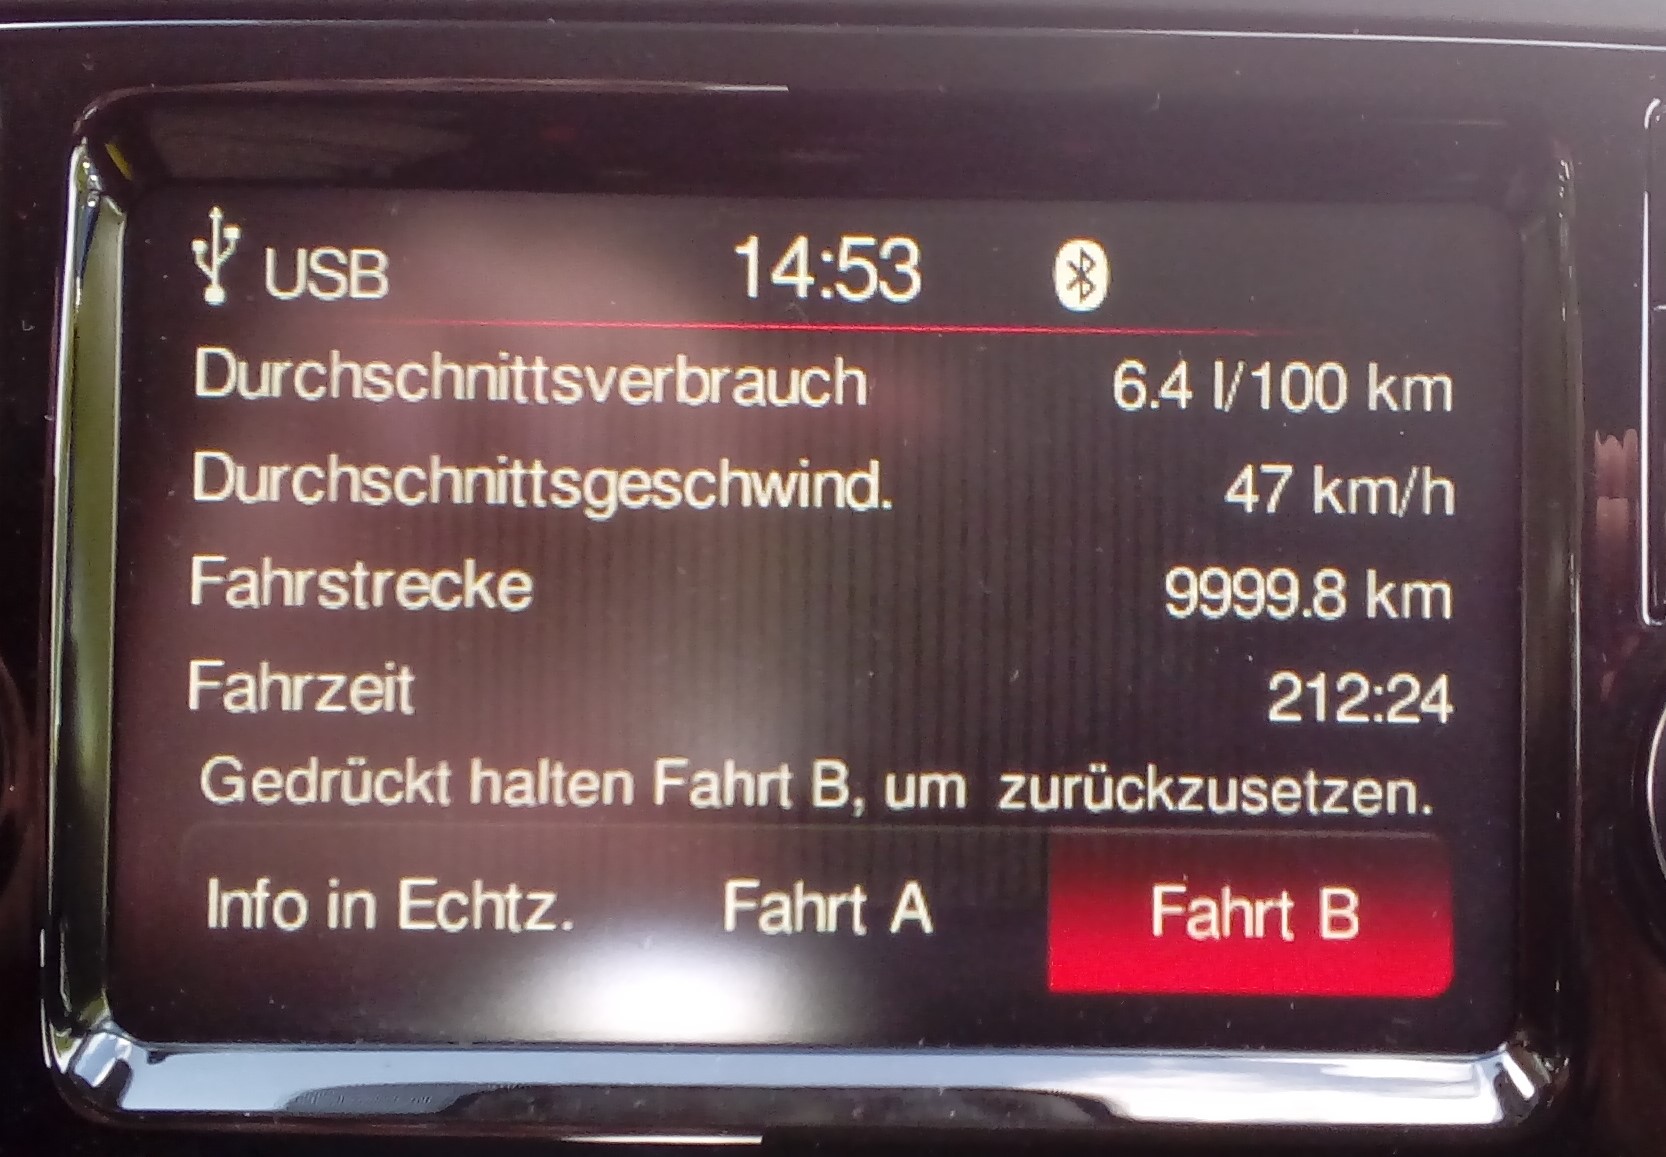 USB 14:53
Durchschnittsverbrauch 6.4 l/100 km
Durchschnittsgeschwind. 47 km/h
Fahrstrecke 9999.8 km
Fahrzeit 212:24
Gedrückt halten Fahrt B, um zurückzusetzen.
Info in Echtz. Fahrt A Fahrt B